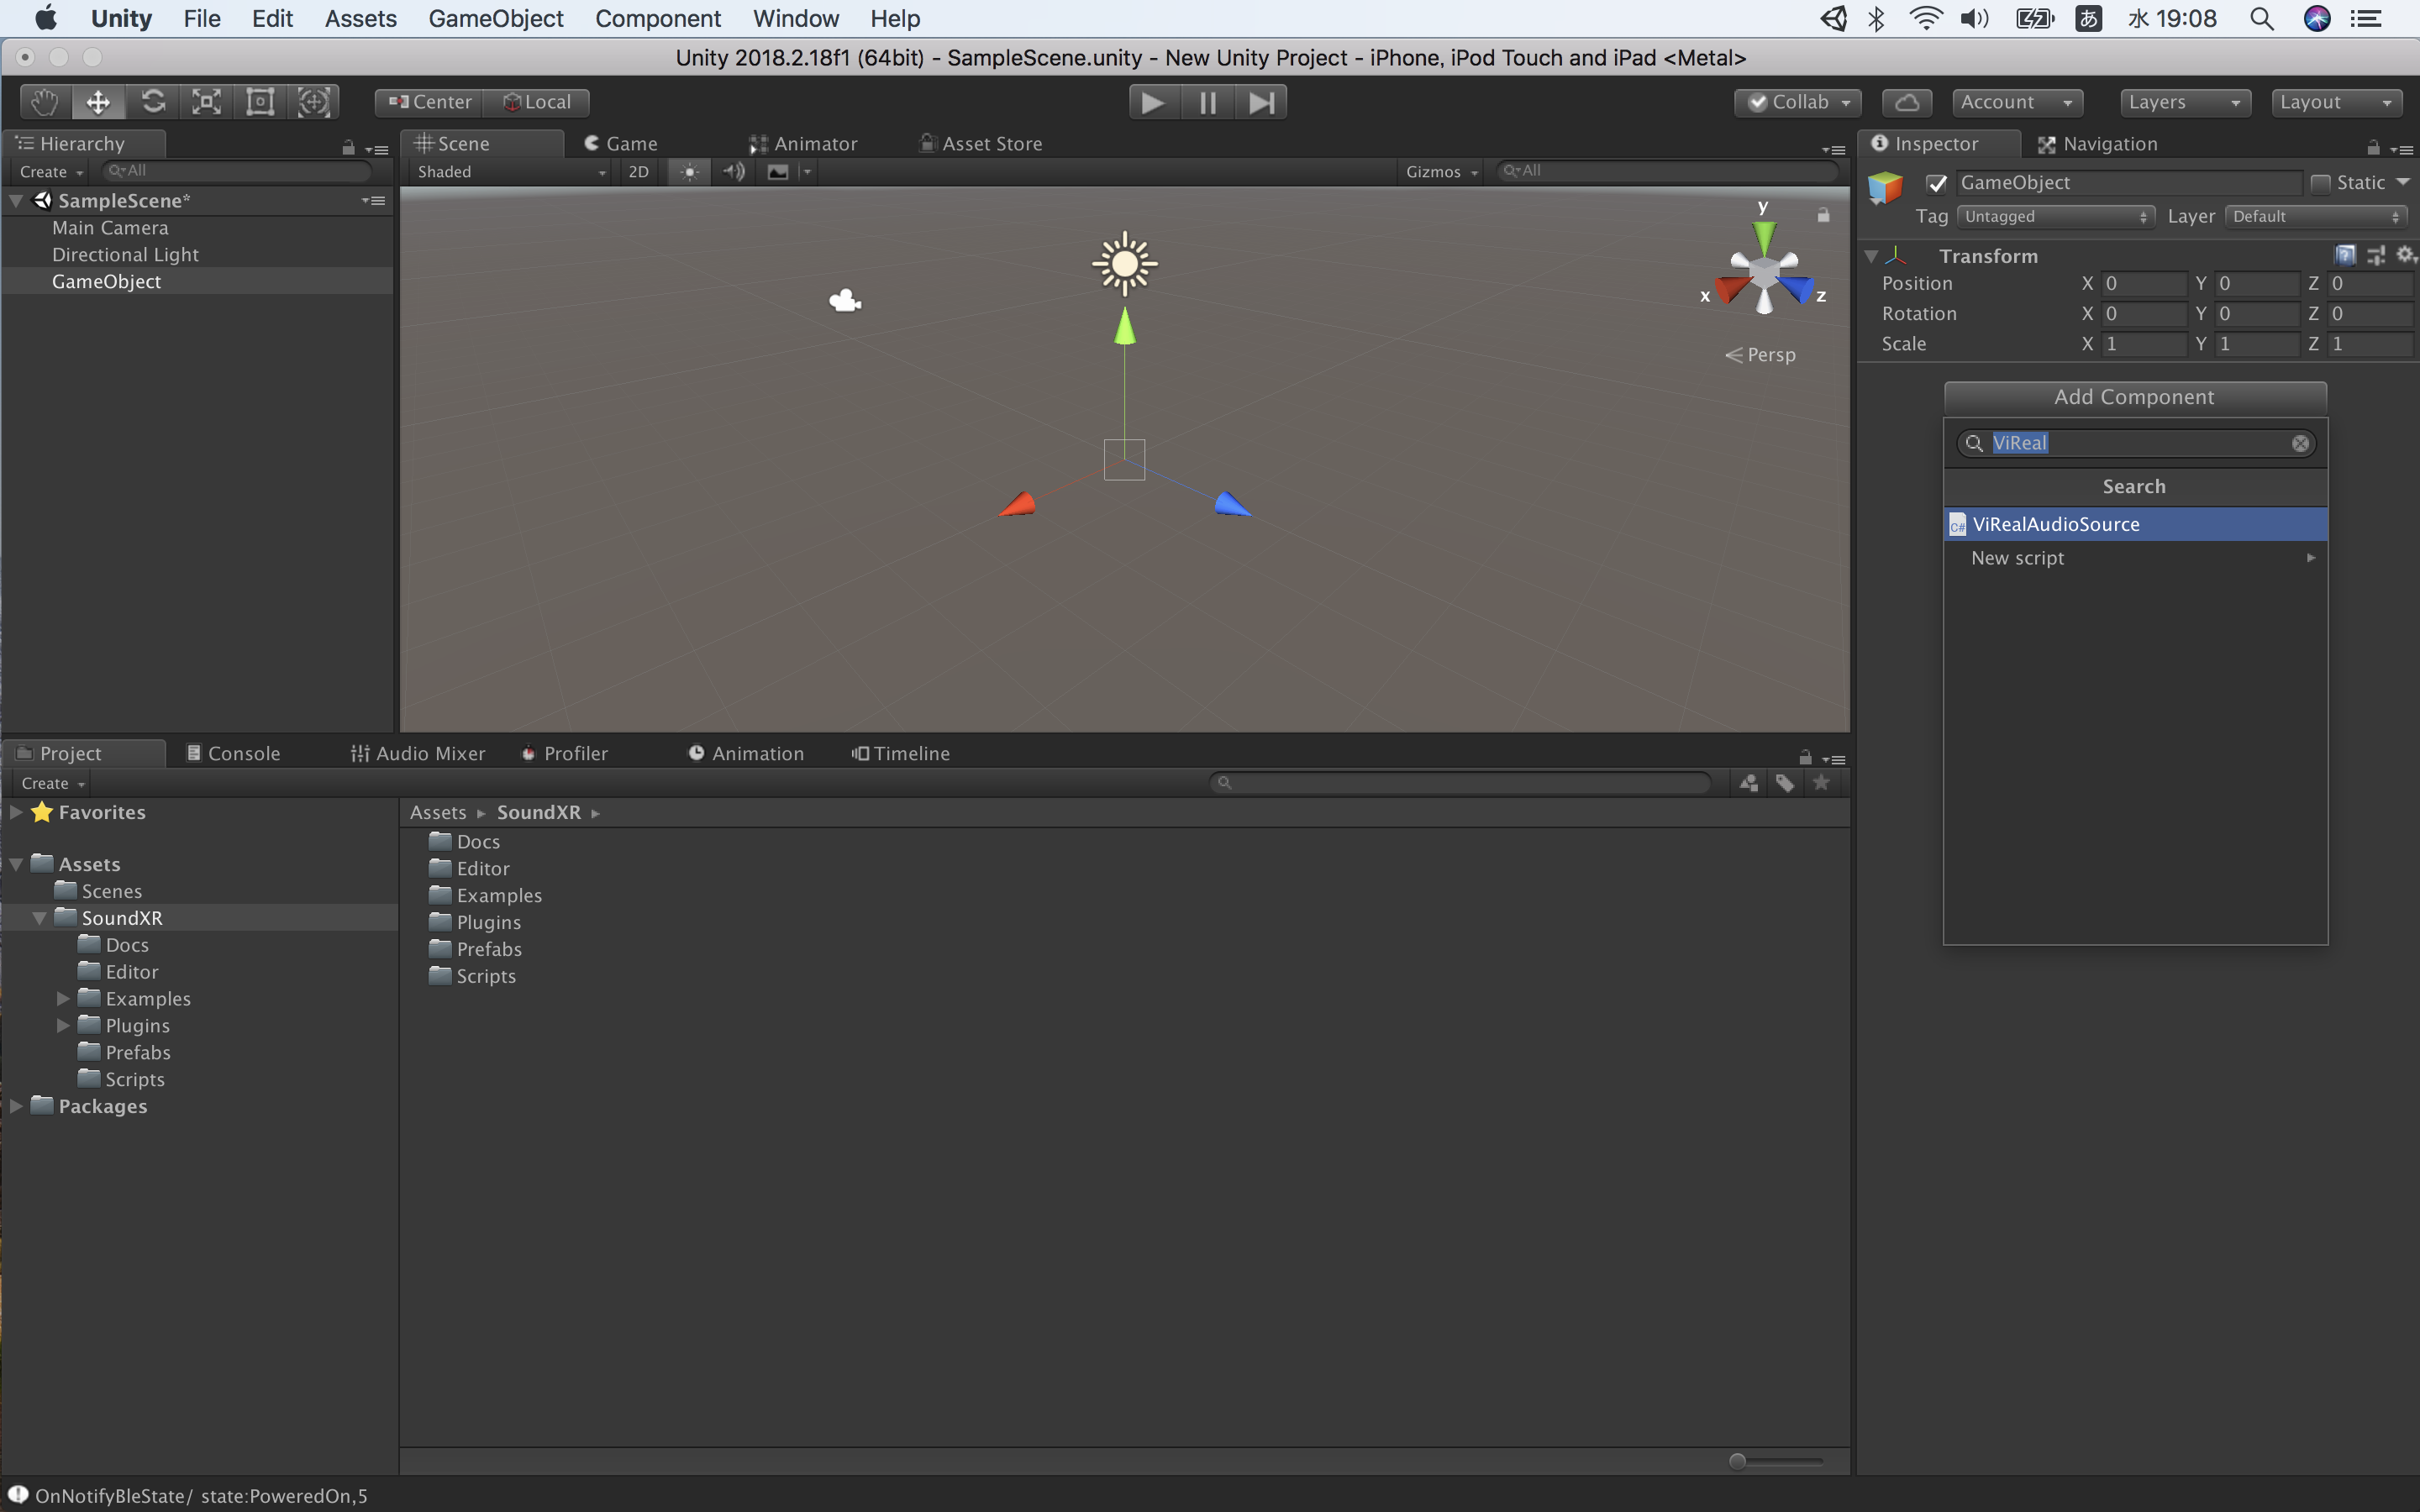 Unity File Edit Assets GameObject Component Window Help あ 水 19:08
Unity 2018.2.18f1 (64bit) - SampleScene.unity - New Unity Project - iPhone, iPod Touch and iPad <Metal>
Center Local Collab Account Layers Layout
Hierarchy
Create All
SampleScene*
Main Camera
Directional Light
GameObject
Scene Game Animator Asset Store
Shaded 2D Gizmos All
y
x z
Persp
Inspector Navigation
GameObject Static
Tag Untagged Layer Default
Transform
Position X 0 Y 0 Z 0
Rotation X 0 Y 0 Z 0
Scale X 1 Y 1 Z 1
Add Component
ViReal
Search
C# ViRealAudioSource
New script
Project Console Audio Mixer Profiler Animation Timeline
Create
Favorites
Assets
Scenes
SoundXR
Docs
Editor
Examples
Plugins
Prefabs
Scripts
Packages
Assets SoundXR
Docs
Editor
Examples
Plugins
Prefabs
Scripts
OnNotifyBleState/ state:PoweredOn,5